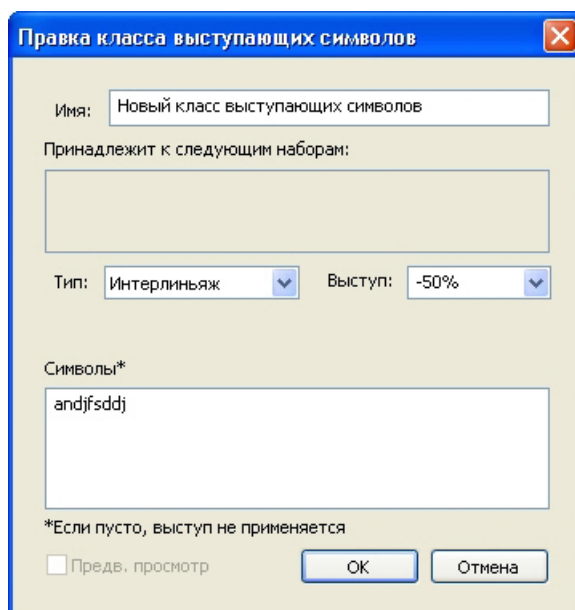 Правка класса выступающих символов
Имя: Новый класс выступающих символов
Принадлежит к следующим наборам:
Тип: Интерлиньяж Выступ: -50%
Символы*
andjfsddj
*Если пусто, выступ не применяется
Предв. просмотр OK Отмена